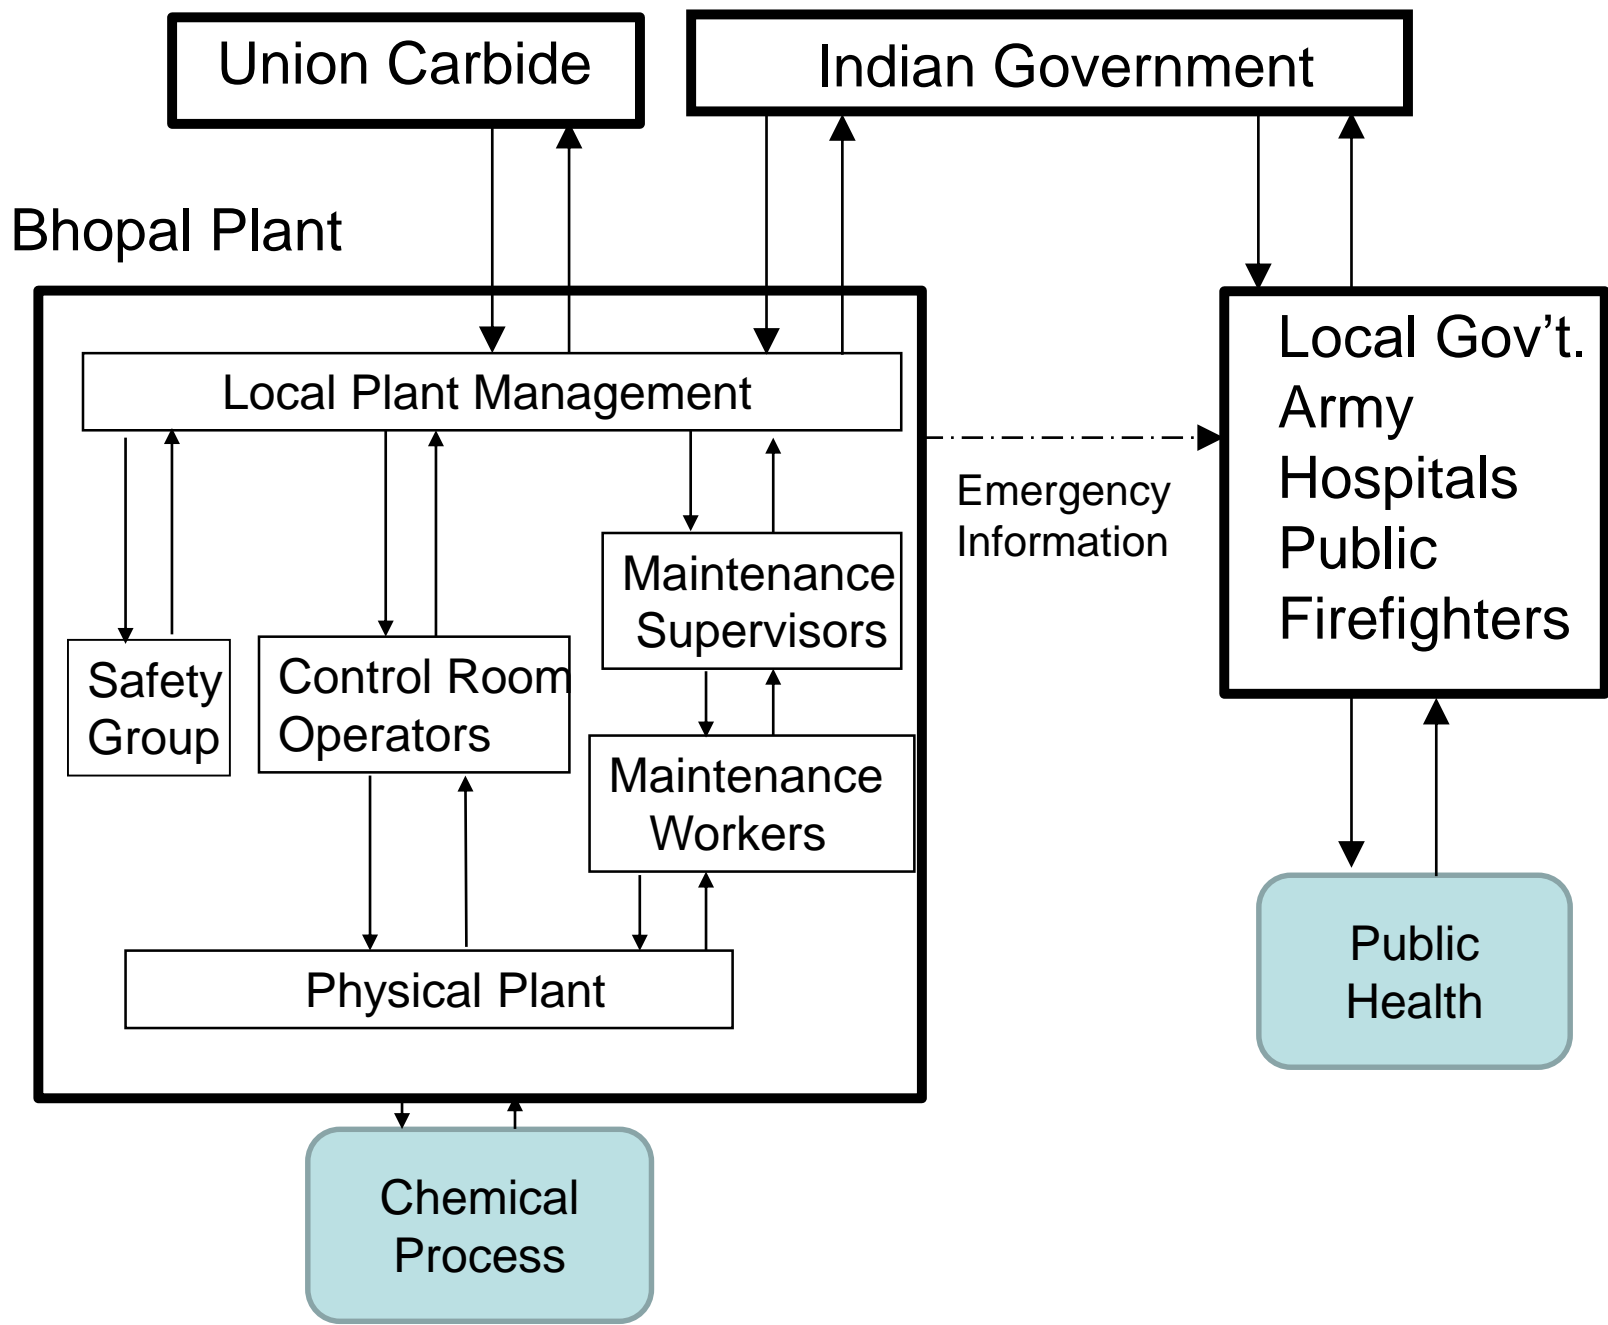 Union Carbide
Indian Government
Bhopal Plant
Local Plant Management
Emergency
Information
Local Gov’t.
Army
Hospitals
Public
Firefighters
Safety
Group
Control Room
Operators
Maintenance
Supervisors
Maintenance
Workers
Physical Plant
Public
Health
Chemical
Process